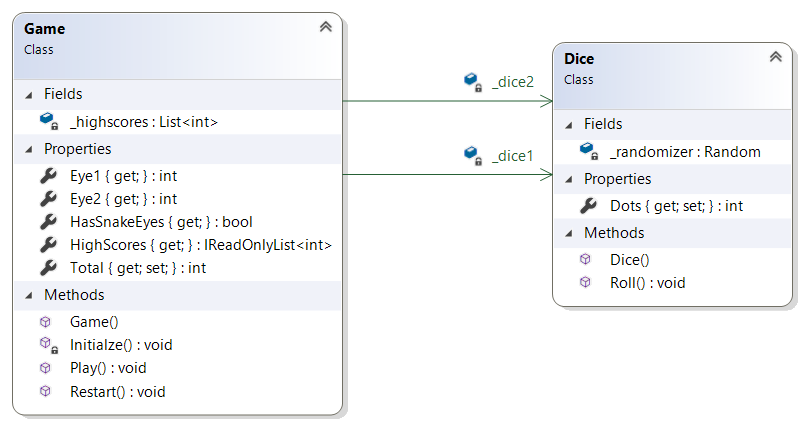 Game
Class
Fields
_highscores : List<int>
Properties
Eye1 { get; } : int
Eye2 { get; } : int
HasSnakeEyes { get; } : bool
HighScores { get; } : IReadOnlyList<int>
Total { get; set; } : int
Methods
Game()
Initialze() : void
Play() : void
Restart() : void
_dice2
_dice1
Dice
Class
Fields
_randomizer : Random
Properties
Dots { get; set; } : int
Methods
Dice()
Roll() : void